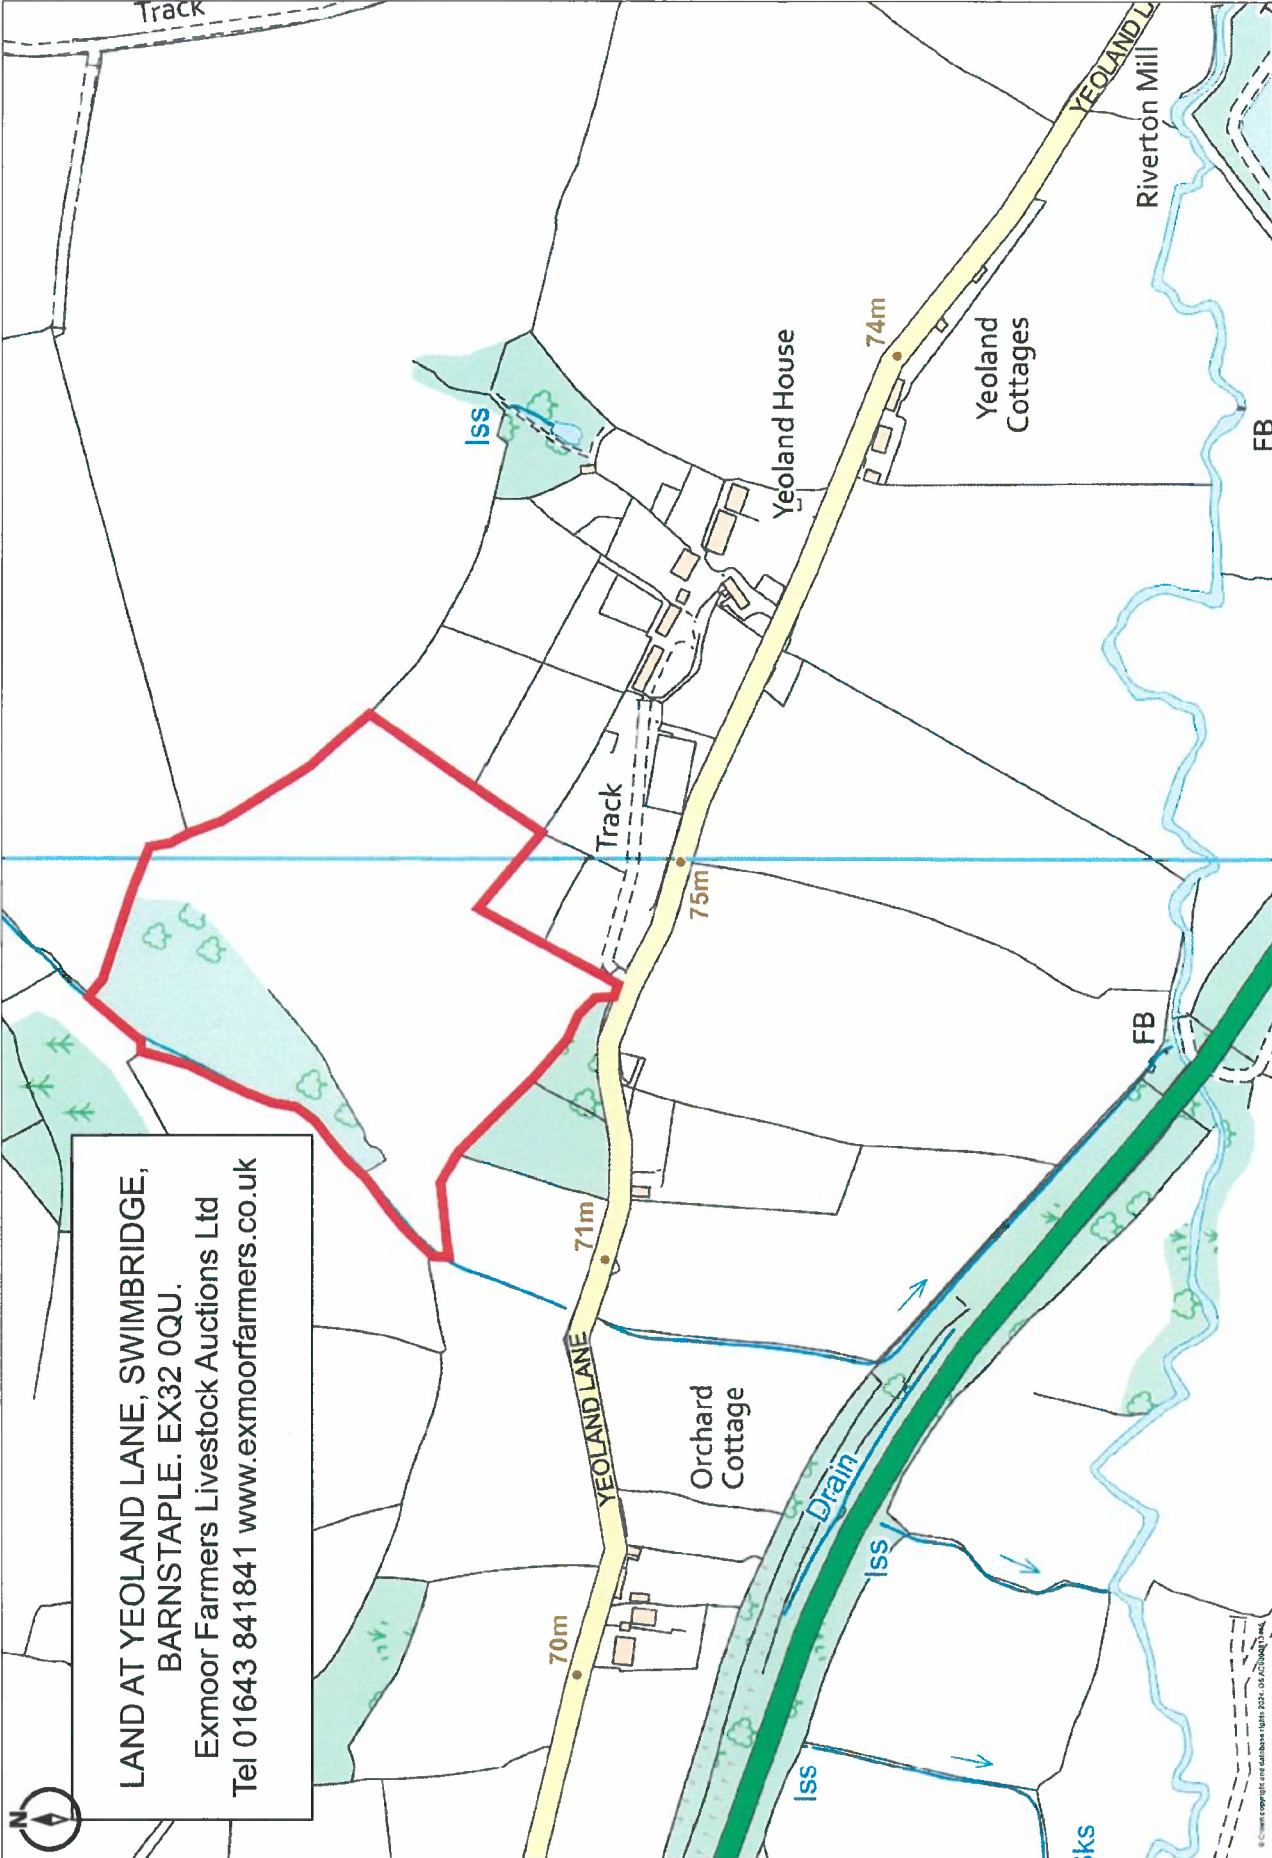 N
LAND AT YEOLAND LANE, SWIMBRIDGE,
BARNSTAPLE. EX32 0QU.
Exmoor Farmers Livestock Auctions Ltd
Tel 01643 841841 www.exmoorfarmers.co.uk
Track
Iss
Yeoland House
74m
Yeoland
Cottages
YEOLAND L
Riverton Mill
FB
Track
75m
FB
71m
YEOLAND LANE
Orchard
Cottage
70m
Drain
Iss
Iss
sks